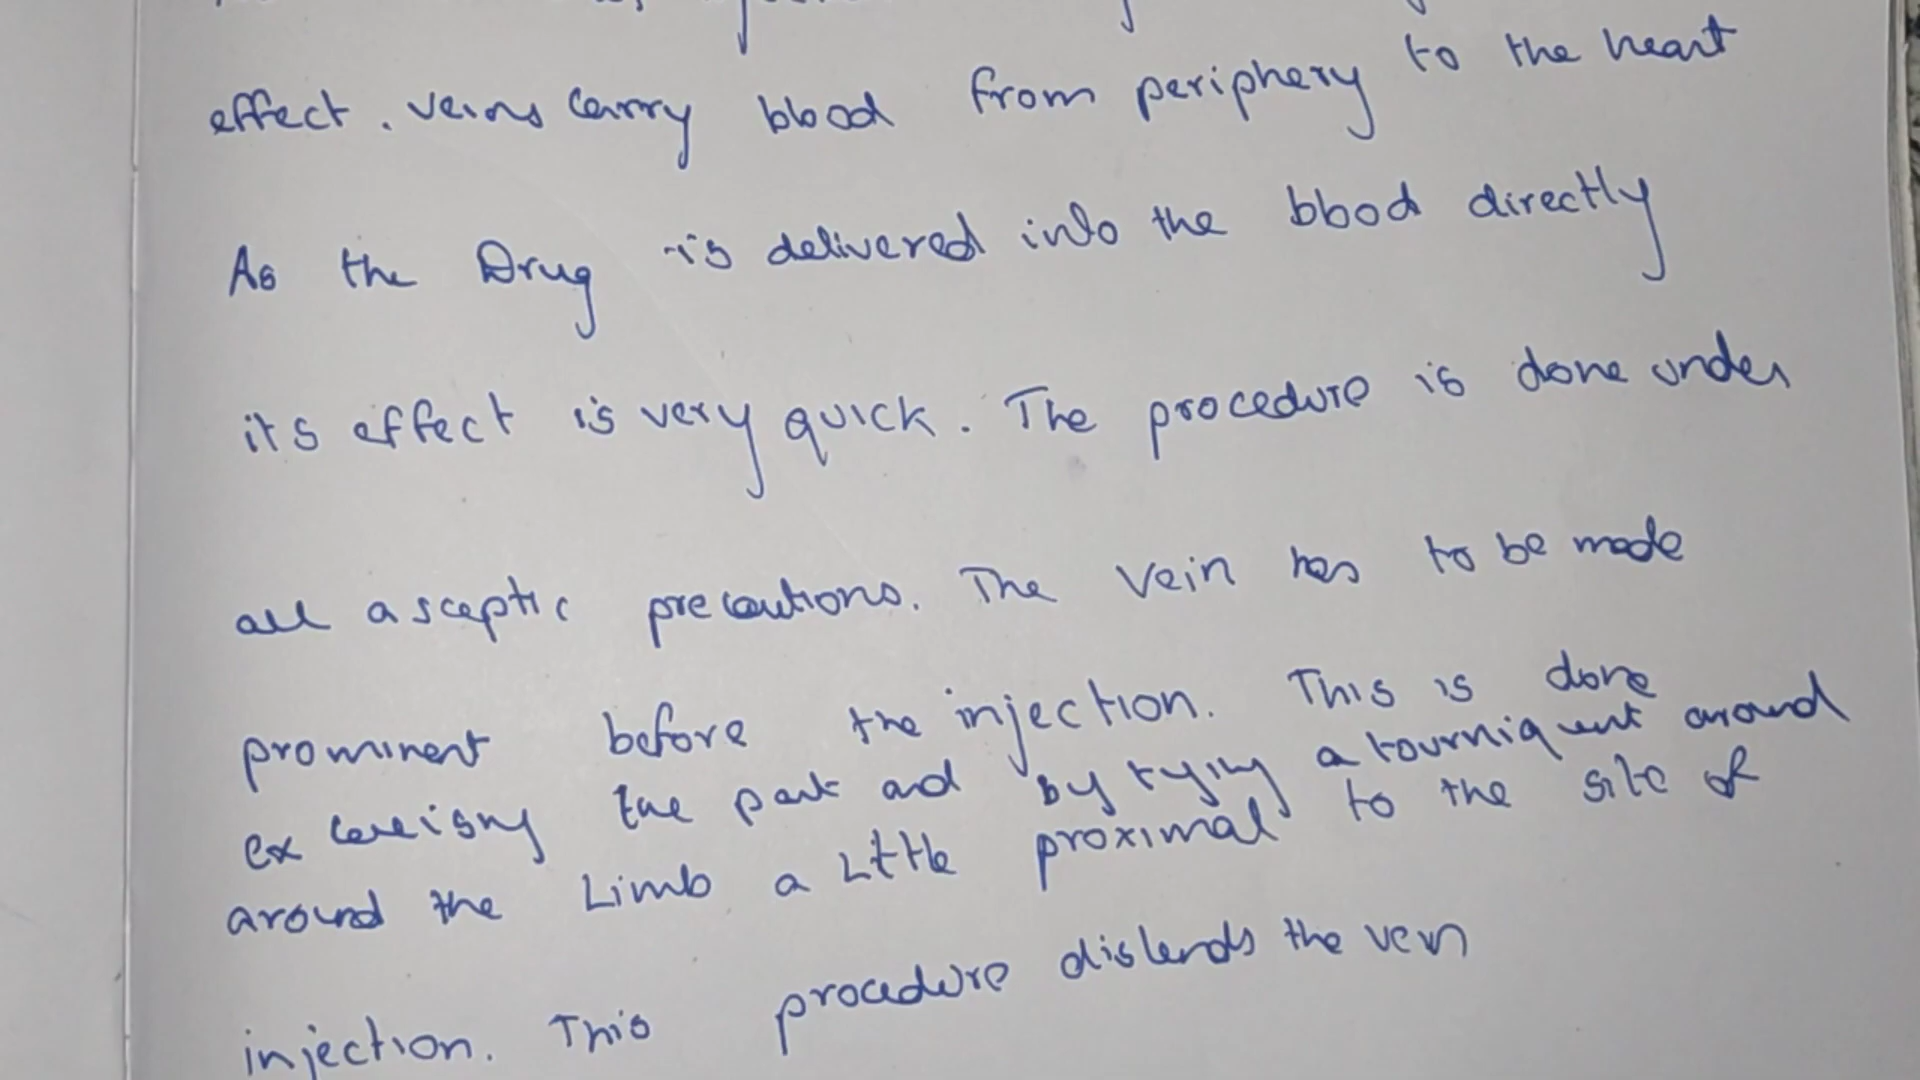 effect. veins carry blood from periphery to the heart
As the Drug is delivered into the blood directly
its effect is very quick. The procedure is done under
all asceptic precautions. The Vein has to be made
prominent before the injection. This is done
exercising the part and by tying a tourniquent around
around the Limb a little proximal to the site of
injection. This procedure distends the vein